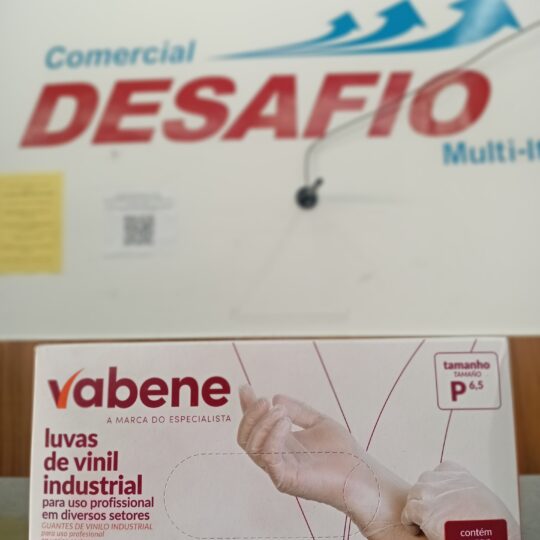 Comercial
DESAFIO
Multi-It
vabene
A MARCA DO ESPECIALISTA
tamanho
TAMAÑO
P 6,5
luvas
de vinil
industrial
para uso profissional
em diversos setores
GUANTES DE VINILO INDUSTRIAL
para uso profesional
contém